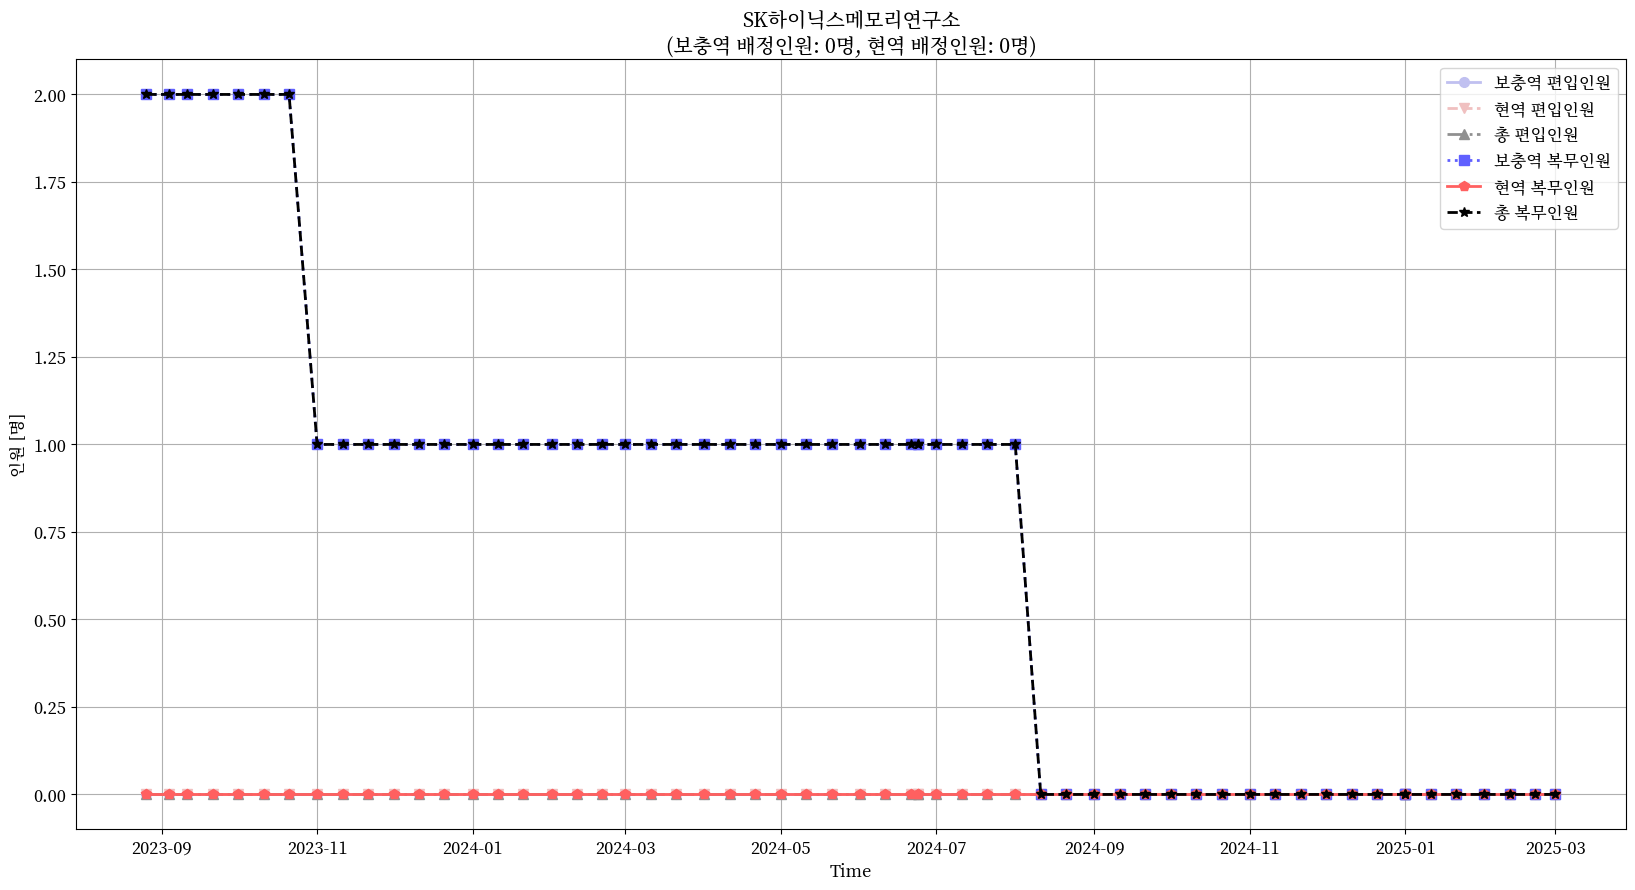 SK하이닉스메모리연구소
(보충역 배정인원: 0명, 현역 배정인원: 0명)
보충역 편입인원
현역 편입인원
총 편입인원
보충역 복무인원
현역 복무인원
총 복무인원
인원 [명]
2.00
1.75
1.50
1.25
1.00
0.75
0.50
0.25
0.00
2023-09 2023-11 2024-01 2024-03 2024-05 2024-07 2024-09 2024-11 2025-01 2025-03
Time